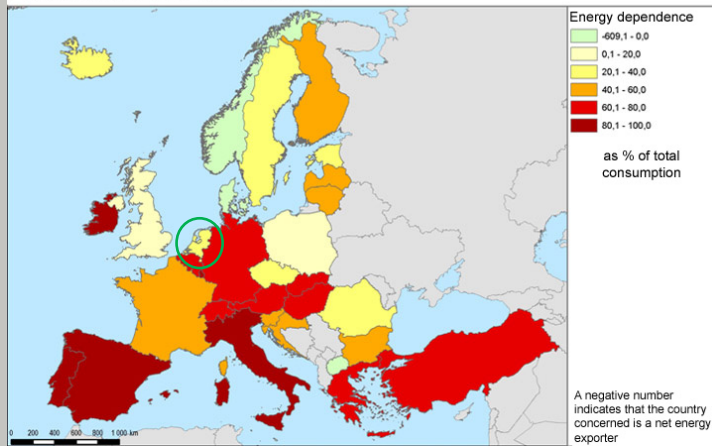 Energy dependence
-609,1 - 0,0
0,1 - 20,0
20,1 - 40,0
40,1 - 60,0
60,1 - 80,0
80,1 - 100,0
as % of total
consumption
A negative number
indicates that the country
concerned is a net energy
exporter
0 200 400 600 800 1 000 km